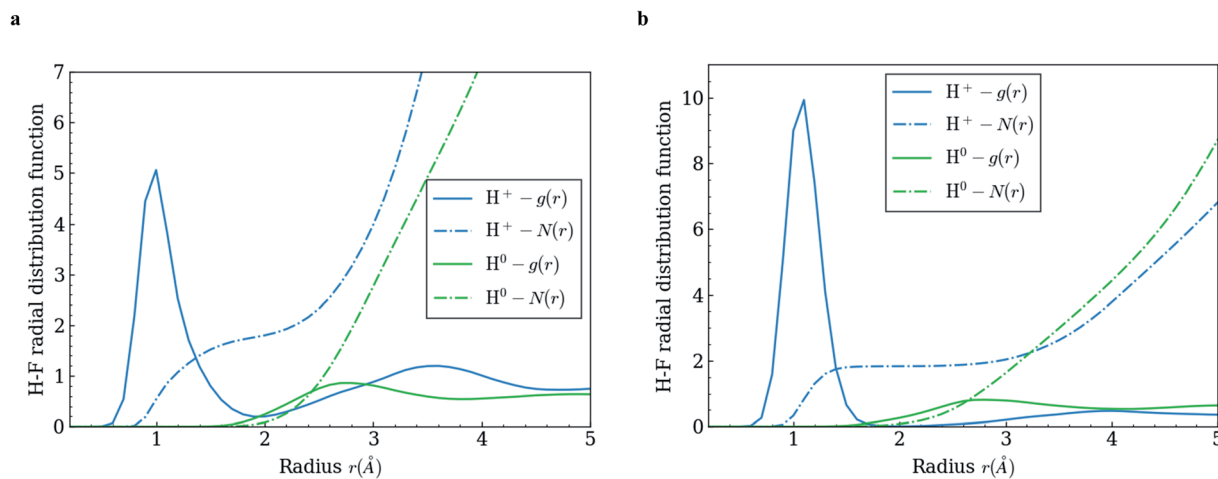 a
b
7
6
5
4
3
2
1
0
H-F radial distribution function
H⁺ − g(r)
H⁺ − N(r)
H⁰ − g(r)
H⁰ − N(r)
1 2 3 4 5
Radius r(Å)
10
8
6
4
2
0
H-F radial distribution function
H⁺ − g(r)
H⁺ − N(r)
H⁰ − g(r)
H⁰ − N(r)
1 2 3 4 5
Radius r(Å)